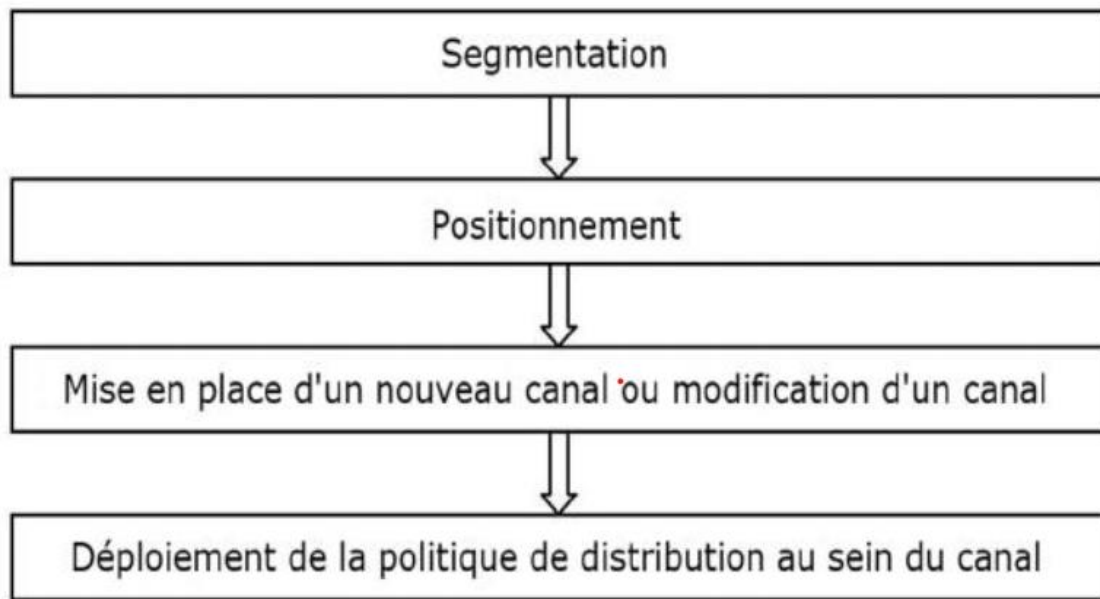 Segmentation
Positionnement
Mise en place d'un nouveau canal ou modification d'un canal
Déploiement de la politique de distribution au sein du canal